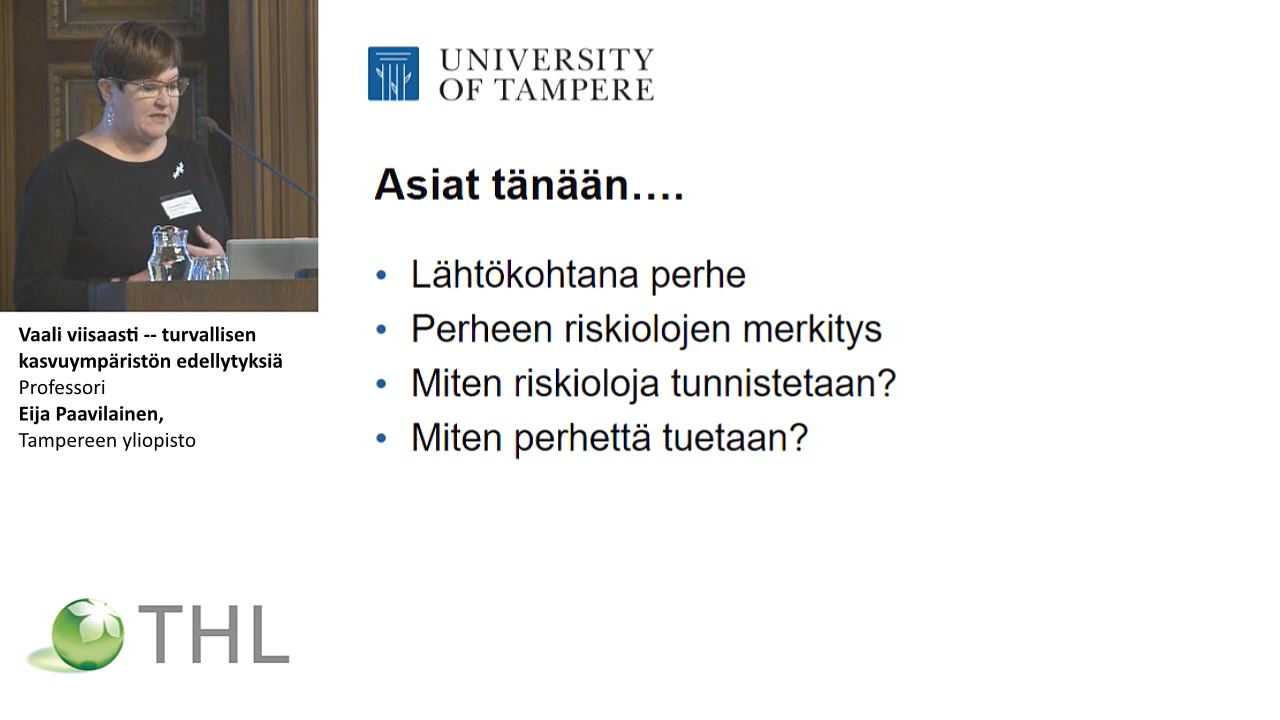 UNIVERSITY
OF TAMPERE
Asiat tänään….
• Lähtökohtana perhe
• Perheen riskiolojen merkitys
• Miten riskioloja tunnistetaan?
• Miten perhettä tuetaan?
Vaali viisaasti -- turvallisen
kasvuympäristön edellytyksiä
Professori
Eija Paavilainen,
Tampereen yliopisto
THL